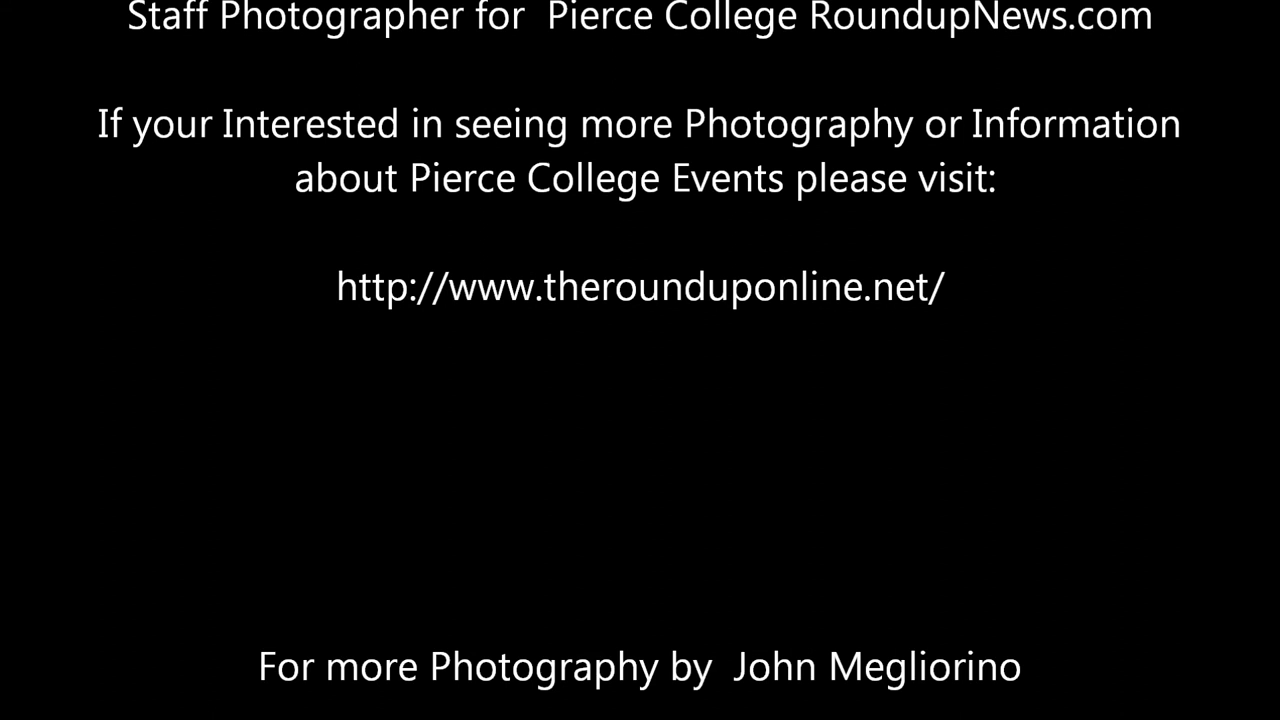 Staff Photographer for  Pierce College RoundupNews.com
If your Interested in seeing more Photography or Information
about Pierce College Events please visit:
http://www.therounduponline.net/
For more Photography by  John Megliorino